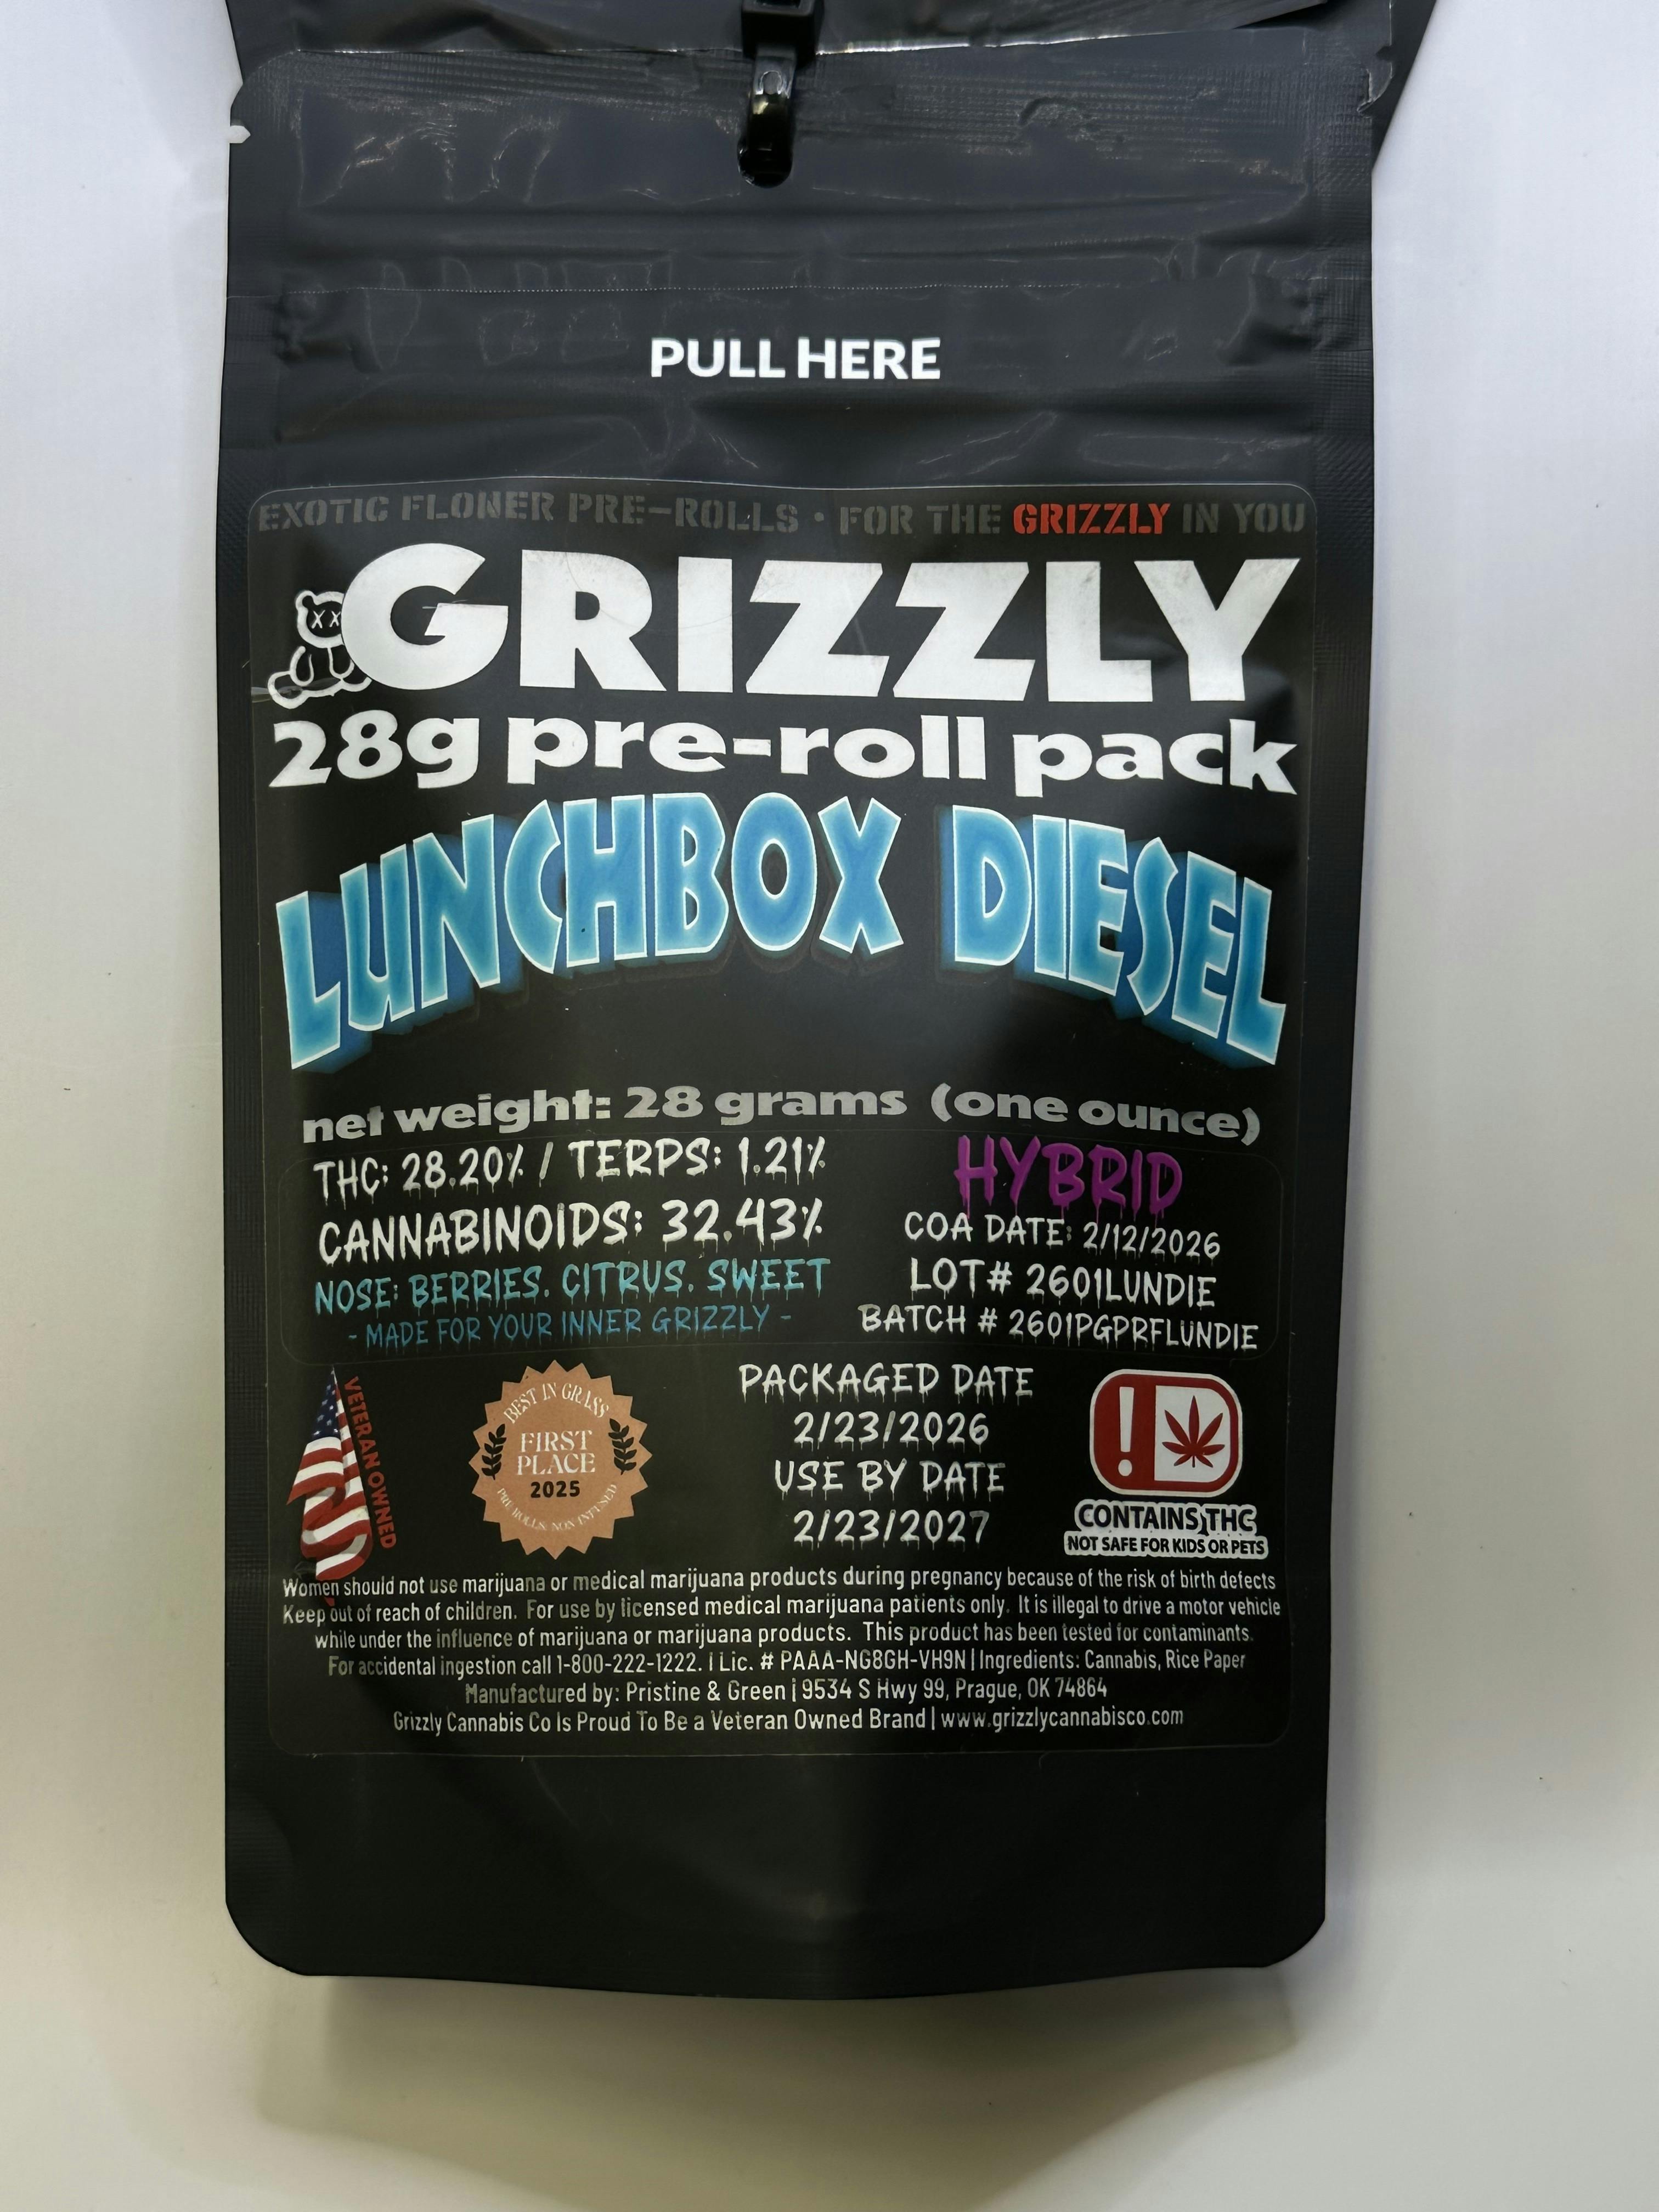 PULL HERE
EXOTIC FLONER PRE-ROLLS • FOR THE GRIZZLY IN YOU
GRIZZLY
28g pre-roll pack
LUNCHBOX DIESEL
net weight: 28 grams (one ounce)
THC: 28.20% / TERPS: 1.21%
CANNABINOIDS: 32.43%
NOSE: BERRIES. CITRUS. SWEET
- MADE FOR YOUR INNER GRIZZLY -
HYBRID
COA DATE: 2/12/2026
LOT# 2601LUNDIE
BATCH # 2601PGPRFLUNDIE
VETERAN OWNED
BEST IN GRASS
FIRST
PLACE
2025
PRE-ROLLS, NON INFUSED
PACKAGED DATE
2/23/2026
USE BY DATE
2/23/2027
!
CONTAINS THC
NOT SAFE FOR KIDS OR PETS
Women should not use marijuana or medical marijuana products during pregnancy because of the risk of birth defects
Keep out of reach of children. For use by licensed medical marijuana patients only. It is illegal to drive a motor vehicle
while under the influence of marijuana or marijuana products. This product has been tested for contaminants.
For accidental ingestion call 1-800-222-1222. | Lic. # PAAA-NG8GH-VH9N | Ingredients: Cannabis, Rice Paper
Manufactured by: Pristine & Green | 9534 S Hwy 99, Prague, OK 74864
Grizzly Cannabis Co Is Proud To Be a Veteran Owned Brand | www.grizzlycannabisco.com